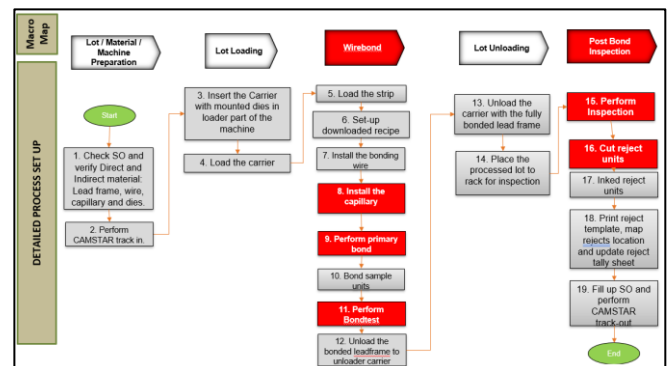 Macro
Map
Lot / Material /
Machine
Preparation
Lot Loading
Wirebond
Lot Unloading
Post Bond
Inspection
DETAILED PROCESS SET UP
Start
1. Check SO and
verify Direct and
Indirect material:
Lead frame, wire,
capillary and dies.
2. Perform
CAMSTAR track in.
3. Insert the Carrier
with mounted dies in
loader part of the
machine
4. Load the carrier
5. Load the strip
6. Set-up
downloaded recipe
7. Install the bonding
wire
8. Install the
capillary
9. Perform primary
bond
10. Bond sample
units
11. Perform
Bondtest
12. Unload the
bonded leadframe to
unloader carrier
13. Unload the
carrier with the fully
bonded lead frame
14. Place the
processed lot to
rack for inspection
15. Perform
Inspection
16. Cut reject
units
17. Inked reject
units
18. Print reject
template, map
rejects location
and update reject
tally sheet
19. Fill up SO and
perform
CAMSTAR
track-out
End